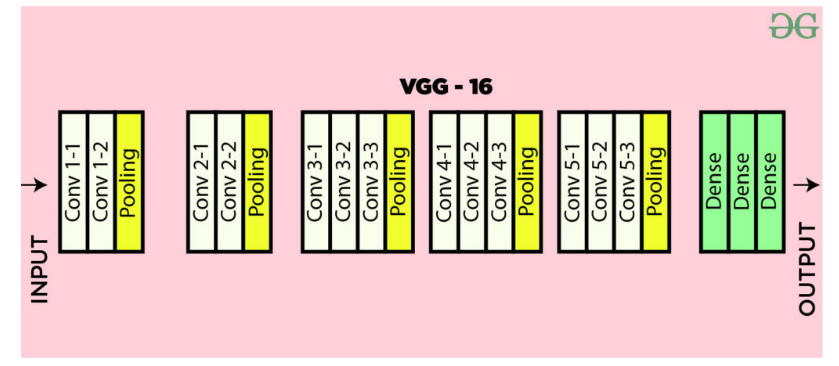 VGG - 16
INPUT
Conv 1-1
Conv 1-2
Pooling
Conv 2-1
Conv 2-2
Pooling
Conv 3-1
Conv 3-2
Conv 3-3
Pooling
Conv 4-1
Conv 4-2
Conv 4-3
Pooling
Conv 5-1
Conv 5-2
Conv 5-3
Pooling
Dense
Dense
Dense
OUTPUT